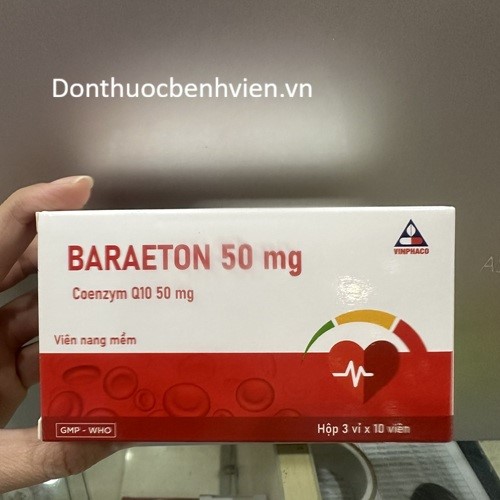 Donthuocbenhvien.vn
BARAETON 50 mg
VINPHACO
Coenzym Q10 50 mg
Viên nang mềm
GMP - WHO
Hộp 3 vỉ x 10 viên